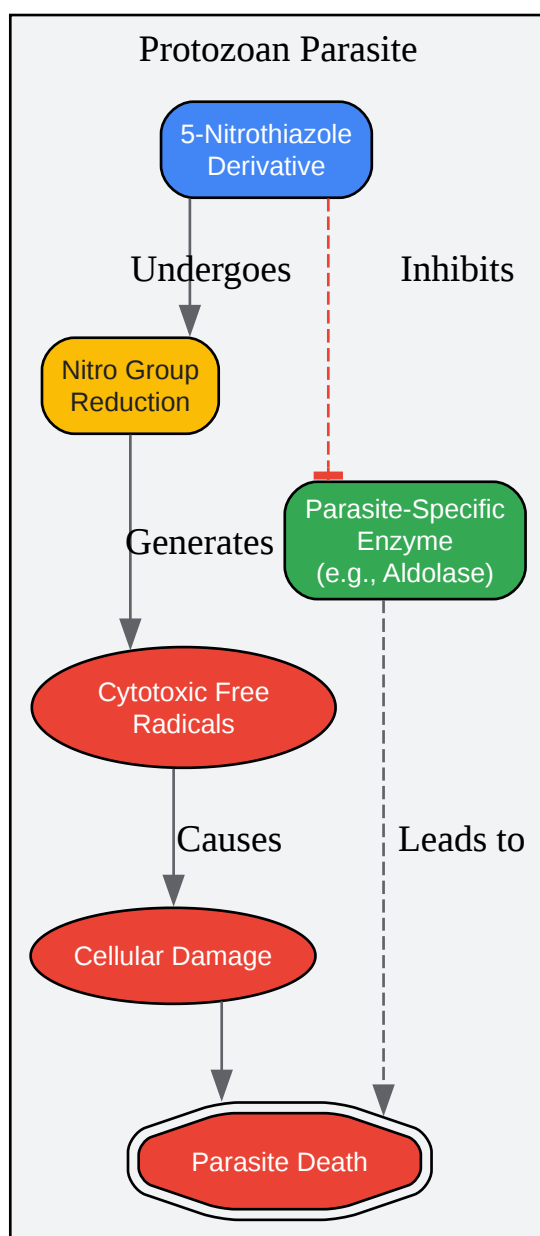 Protozoan Parasite
5-Nitrothiazole
Derivative
Undergoes
Inhibits
Nitro Group
Reduction
Parasite-Specific
Enzyme
(e.g., Aldolase)
Generates
Cytotoxic Free
Radicals
Causes
Leads to
Cellular Damage
Parasite Death